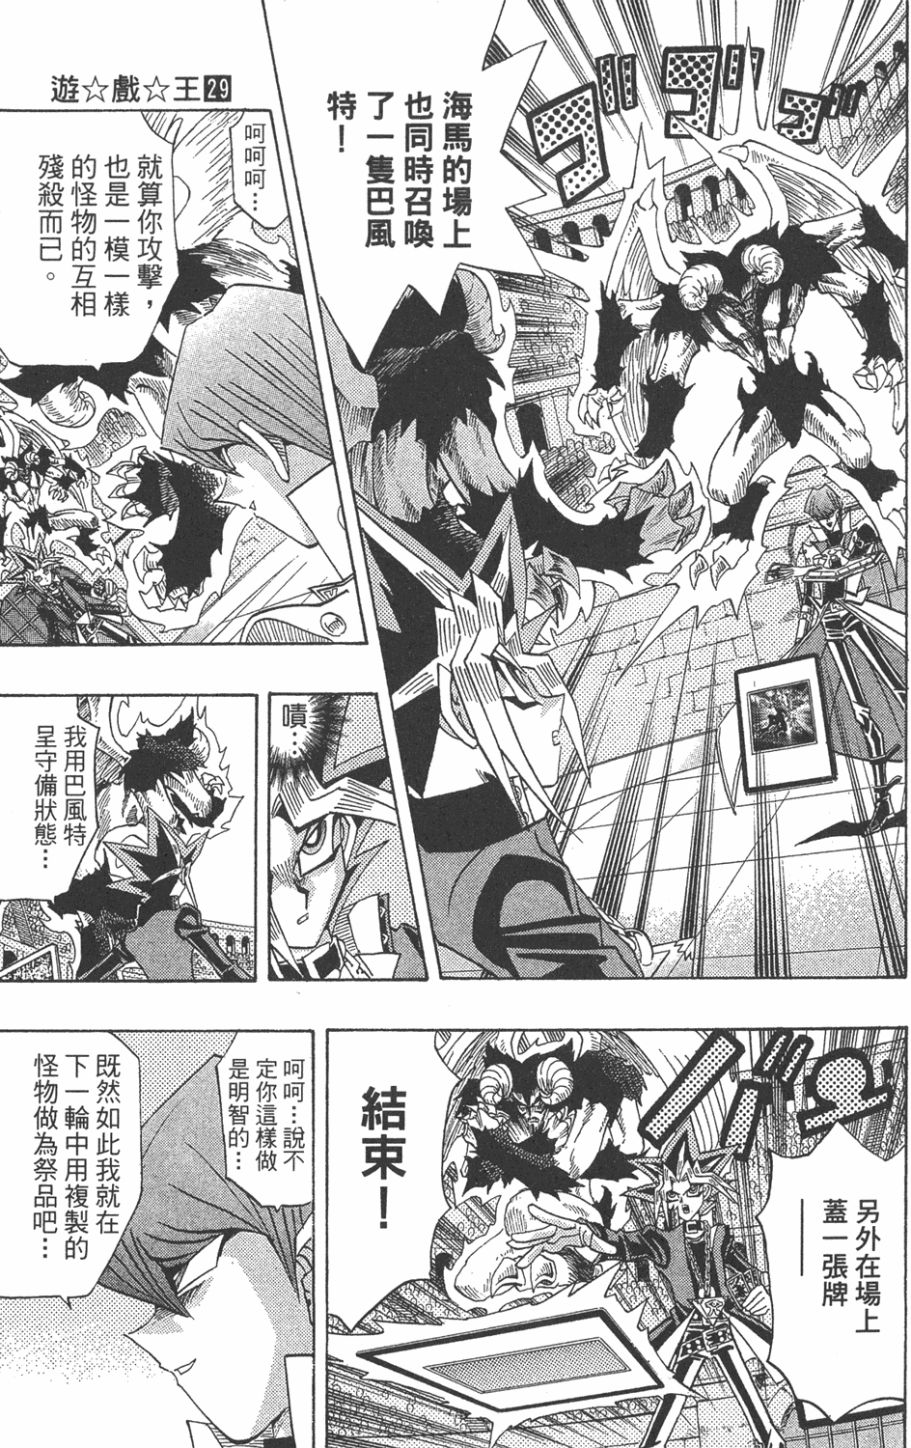 遊☆戲☆王29
ゴゴゴ
海馬的場上
也同時召喚
了一隻巴風
特！
呵呵呵…
就算你攻擊，
也是一模一樣
的怪物的互相
殘殺而已。
嘖…
我用巴風特
呈守備狀態…
另外在場上
蓋一張牌
——
結束！
呵呵…說不
定你這樣做
是明智的…
既然如此我就在
下一輪中用複製的
怪物做為祭品吧…